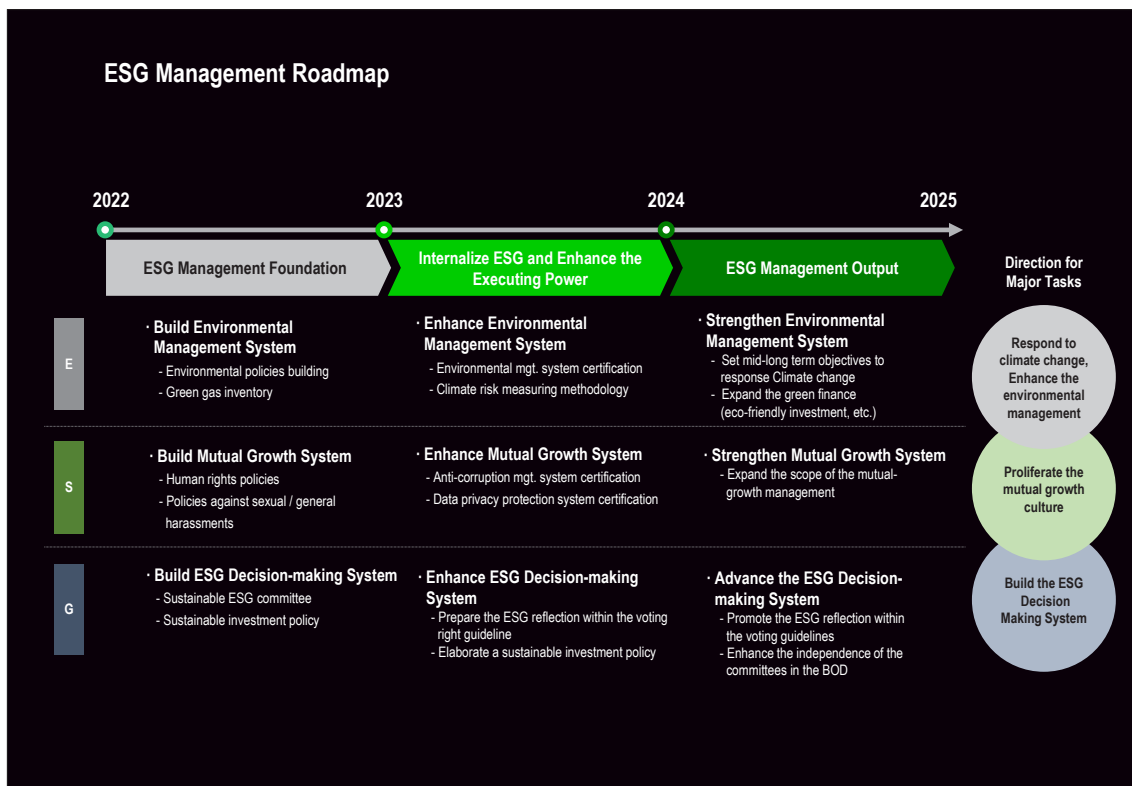 ESG Management Roadmap
2022
2023
2024
2025
ESG Management Foundation
Internalize ESG and Enhance the
Executing Power
ESG Management Output
Direction for
Major Tasks
E
· Build Environmental
Management System
- Environmental policies building
- Green gas inventory
· Enhance Environmental
Management System
- Environmental mgt. system certification
- Climate risk measuring methodology
· Strengthen Environmental
Management System
- Set mid-long term objectives to
response Climate change
- Expand the green finance
(eco-friendly investment, etc.)
Respond to
climate change,
Enhance the
environmental
management
S
· Build Mutual Growth System
- Human rights policies
- Policies against sexual / general
harassments
· Enhance Mutual Growth System
- Anti-corruption mgt. system certification
- Data privacy protection system certification
· Strengthen Mutual Growth System
- Expand the scope of the mutual-
growth management
Proliferate the
mutual growth
culture
G
· Build ESG Decision-making System
- Sustainable ESG committee
- Sustainable investment policy
· Enhance ESG Decision-making
System
- Prepare the ESG reflection within the voting
right guideline
- Elaborate a sustainable investment policy
· Advance the ESG Decision-
making System
- Promote the ESG reflection within
the voting guidelines
- Enhance the independence of the
committees in the BOD
Build the ESG
Decision
Making System